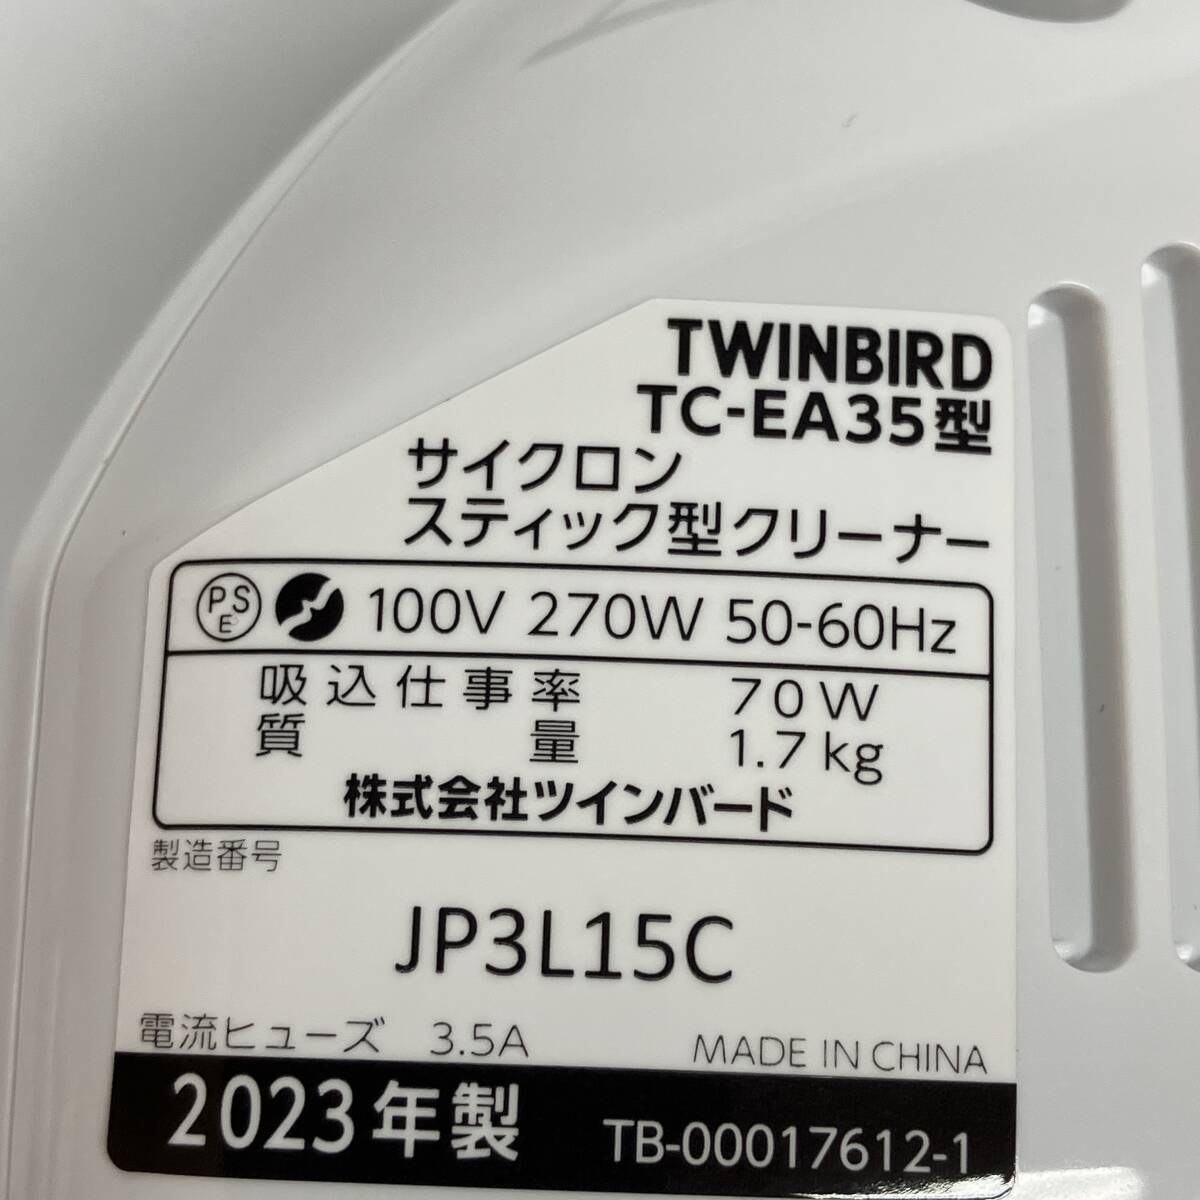 TWINBIRD
TC-EA35型
サイクロン
スティック型クリーナー
PSE 100V 270W 50-60Hz
吸込仕事率 70W
質量 1.7kg
株式会社ツインバード
製造番号
JP3L15C
電流ヒューズ 3.5A MADE IN CHINA
2023年製 TB-00017612-1